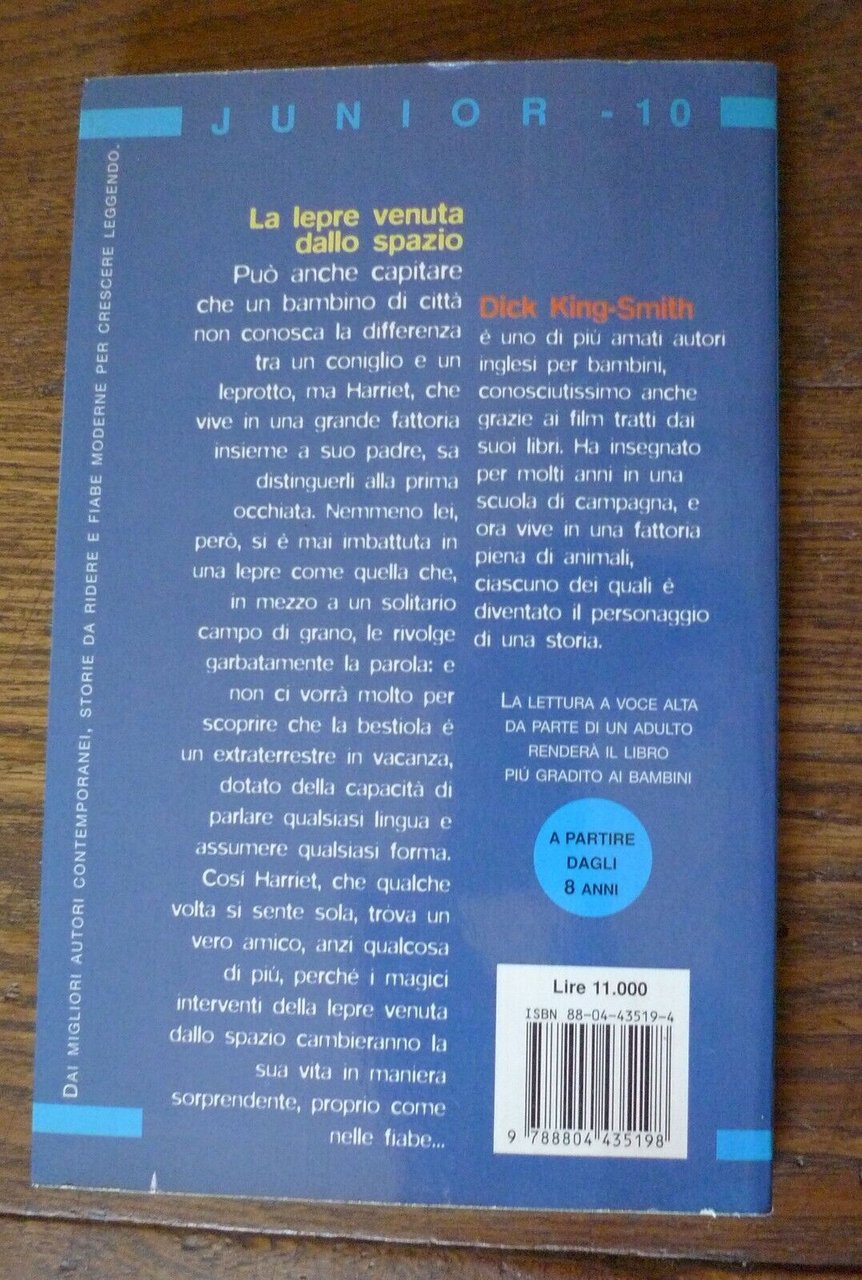 JUNIOR -10
DAI MIGLIORI AUTORI CONTEMPORANEI, STORIE DA RIDERE E FIABE MODERNE PER CRESCERE LEGGENDO.
La lepre venuta
dallo spazio
Può anche capitare
che un bambino di città
non conosca la differenza
tra un coniglio e un
leprotto, ma Harriet, che
vive in una grande fattoria
insieme a suo padre, sa
distinguerli alla prima
occhiata. Nemmeno lei,
però, si é mai imbattuta in
una lepre come quella che,
in mezzo a un solitario
campo di grano, le rivolge
garbatamente la parola: e
non ci vorrà molto per
scoprire che la bestiola é
un extraterrestre in vacanza,
dotato della capacità di
parlare qualsiasi lingua e
assumere qualsiasi forma.
Cosí Harriet, che qualche
volta si sente sola, trova un
vero amico, anzi qualcosa
di più, perché i magici
interventi della lepre venuta
dallo spazio cambieranno la
sua vita in maniera
sorprendente, proprio come
nelle fiabe...
Dick King-Smith
é uno di più amati autori
inglesi per bambini,
conosciutissimo anche
grazie ai film tratti dai
suoi libri. Ha insegnato
per molti anni in una
scuola di campagna, e
ora vive in una fattoria
piena di animali,
ciascuno dei quali é
diventato il personaggio
di una storia.
LA LETTURA A VOCE ALTA
DA PARTE DI UN ADULTO
RENDERÀ IL LIBRO
PIÚ GRADITO AI BAMBINI
A PARTIRE
DAGLI
8 ANNI
Lire 11.000
ISBN 88-04-43519-4
9 788804 435198